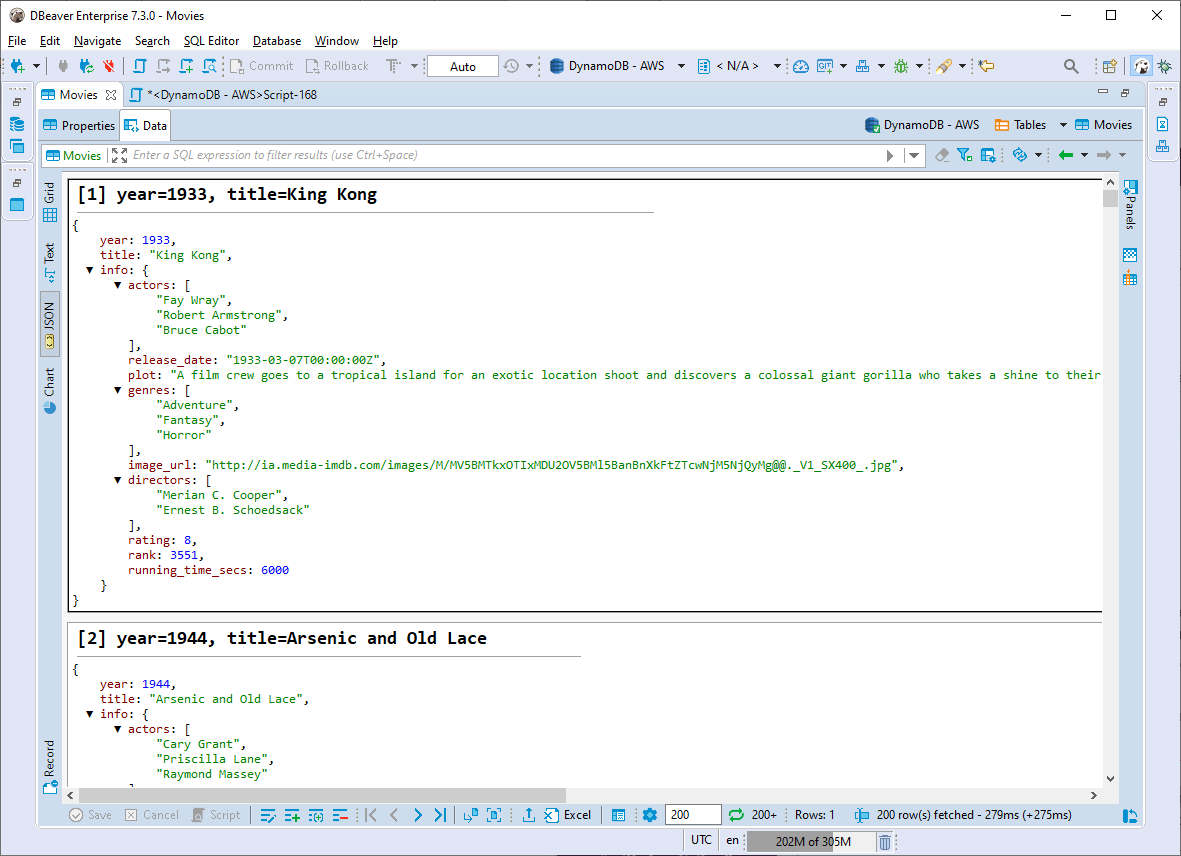 DBeaver Enterprise 7.3.0 - Movies
File Edit Navigate Search SQL Editor Database Window Help
Commit Rollback Auto DynamoDB - AWS < N/A >
Movies *<DynamoDB - AWS>Script-168
Properties Data DynamoDB - AWS Tables Movies
Movies Enter a SQL expression to filter results (use Ctrl+Space)
Grid
Text
JSON
Chart
Record
Panels
[1] year=1933, title=King Kong
{
year: 1933,
title: "King Kong",
info: {
actors: [
"Fay Wray",
"Robert Armstrong",
"Bruce Cabot"
],
release_date: "1933-03-07T00:00:00Z",
plot: "A film crew goes to a tropical island for an exotic location shoot and discovers a colossal giant gorilla who takes a shine to their
genres: [
"Adventure",
"Fantasy",
"Horror"
],
image_url: "http://ia.media-imdb.com/images/M/MV5BMTkxOTIxMDU2OV5BMl5BanBnXkFtZTcwNjM5NjQyMg@@._V1_SX400_.jpg",
directors: [
"Merian C. Cooper",
"Ernest B. Schoedsack"
],
rating: 8,
rank: 3551,
running_time_secs: 6000
}
}
[2] year=1944, title=Arsenic and Old Lace
{
year: 1944,
title: "Arsenic and Old Lace",
info: {
actors: [
"Cary Grant",
"Priscilla Lane",
"Raymond Massey"
Save Cancel Script Excel 200 200+ Rows: 1 200 row(s) fetched - 279ms (+275ms)
UTC en 202M of 305M